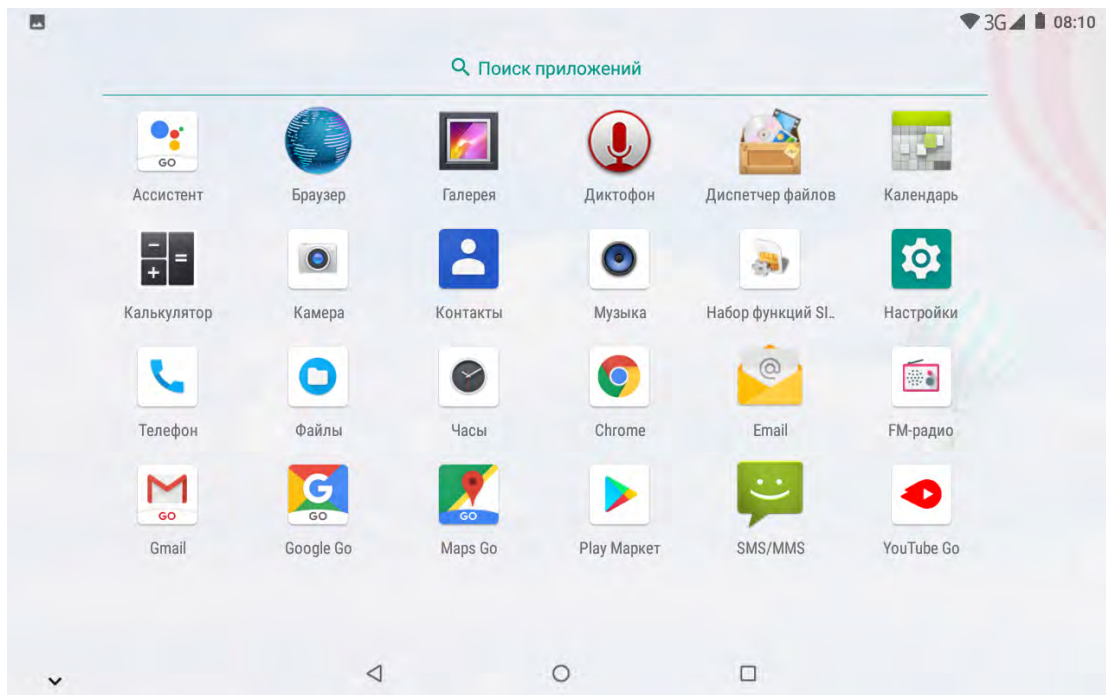 3G 08:10
Поиск приложений
GO
Ассистент Браузер Галерея Диктофон Диспетчер файлов Календарь
Калькулятор Камера Контакты Музыка Набор функций SI..
Настройки
Телефон Файлы Часы Chrome Email FM-радио
GO GO GO
Gmail Google Go Maps Go Play Маркет SMS/MMS YouTube Go